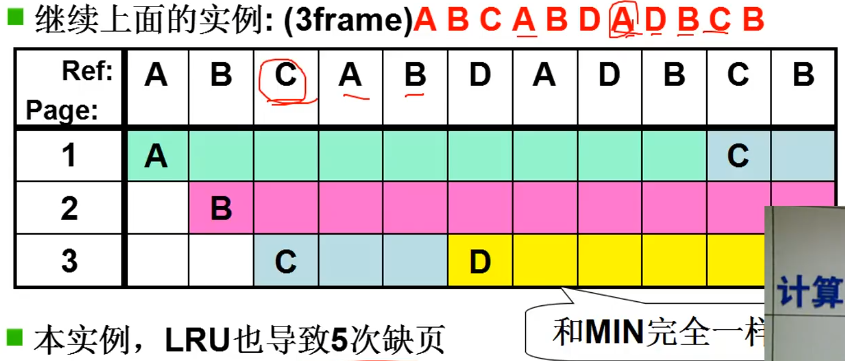 继续上面的实例: (3frame)A B C A B D A D B C B
Ref: A B C A B D A D B C B
Page:
1 A C
2 B
3 C D
计算
和MIN完全一样
本实例，LRU也导致5次缺页